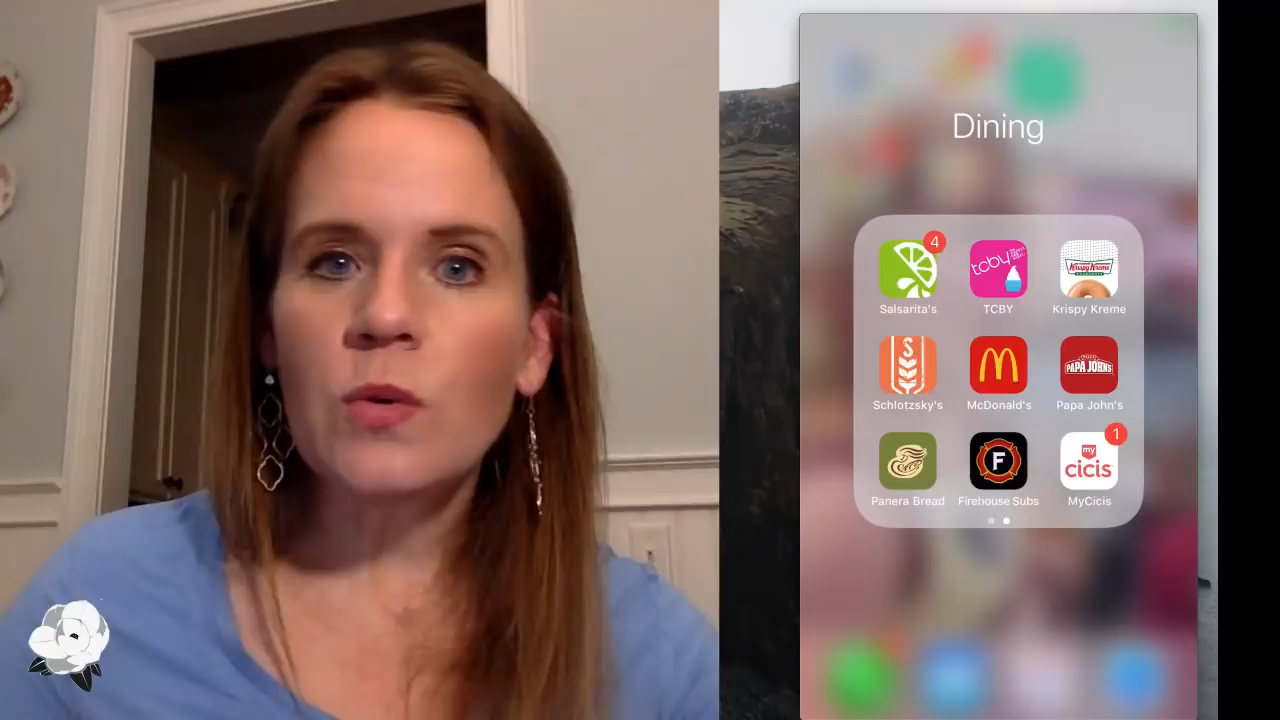 Dining
4
tcby
Krispy Kreme
Salsarita's
TCBY
Krispy Kreme
S
M
PAPA JOHNS
Schlotzsky's
McDonald's
Papa John's
1
F
my
cicis
Panera Bread
Firehouse Subs
MyCicis